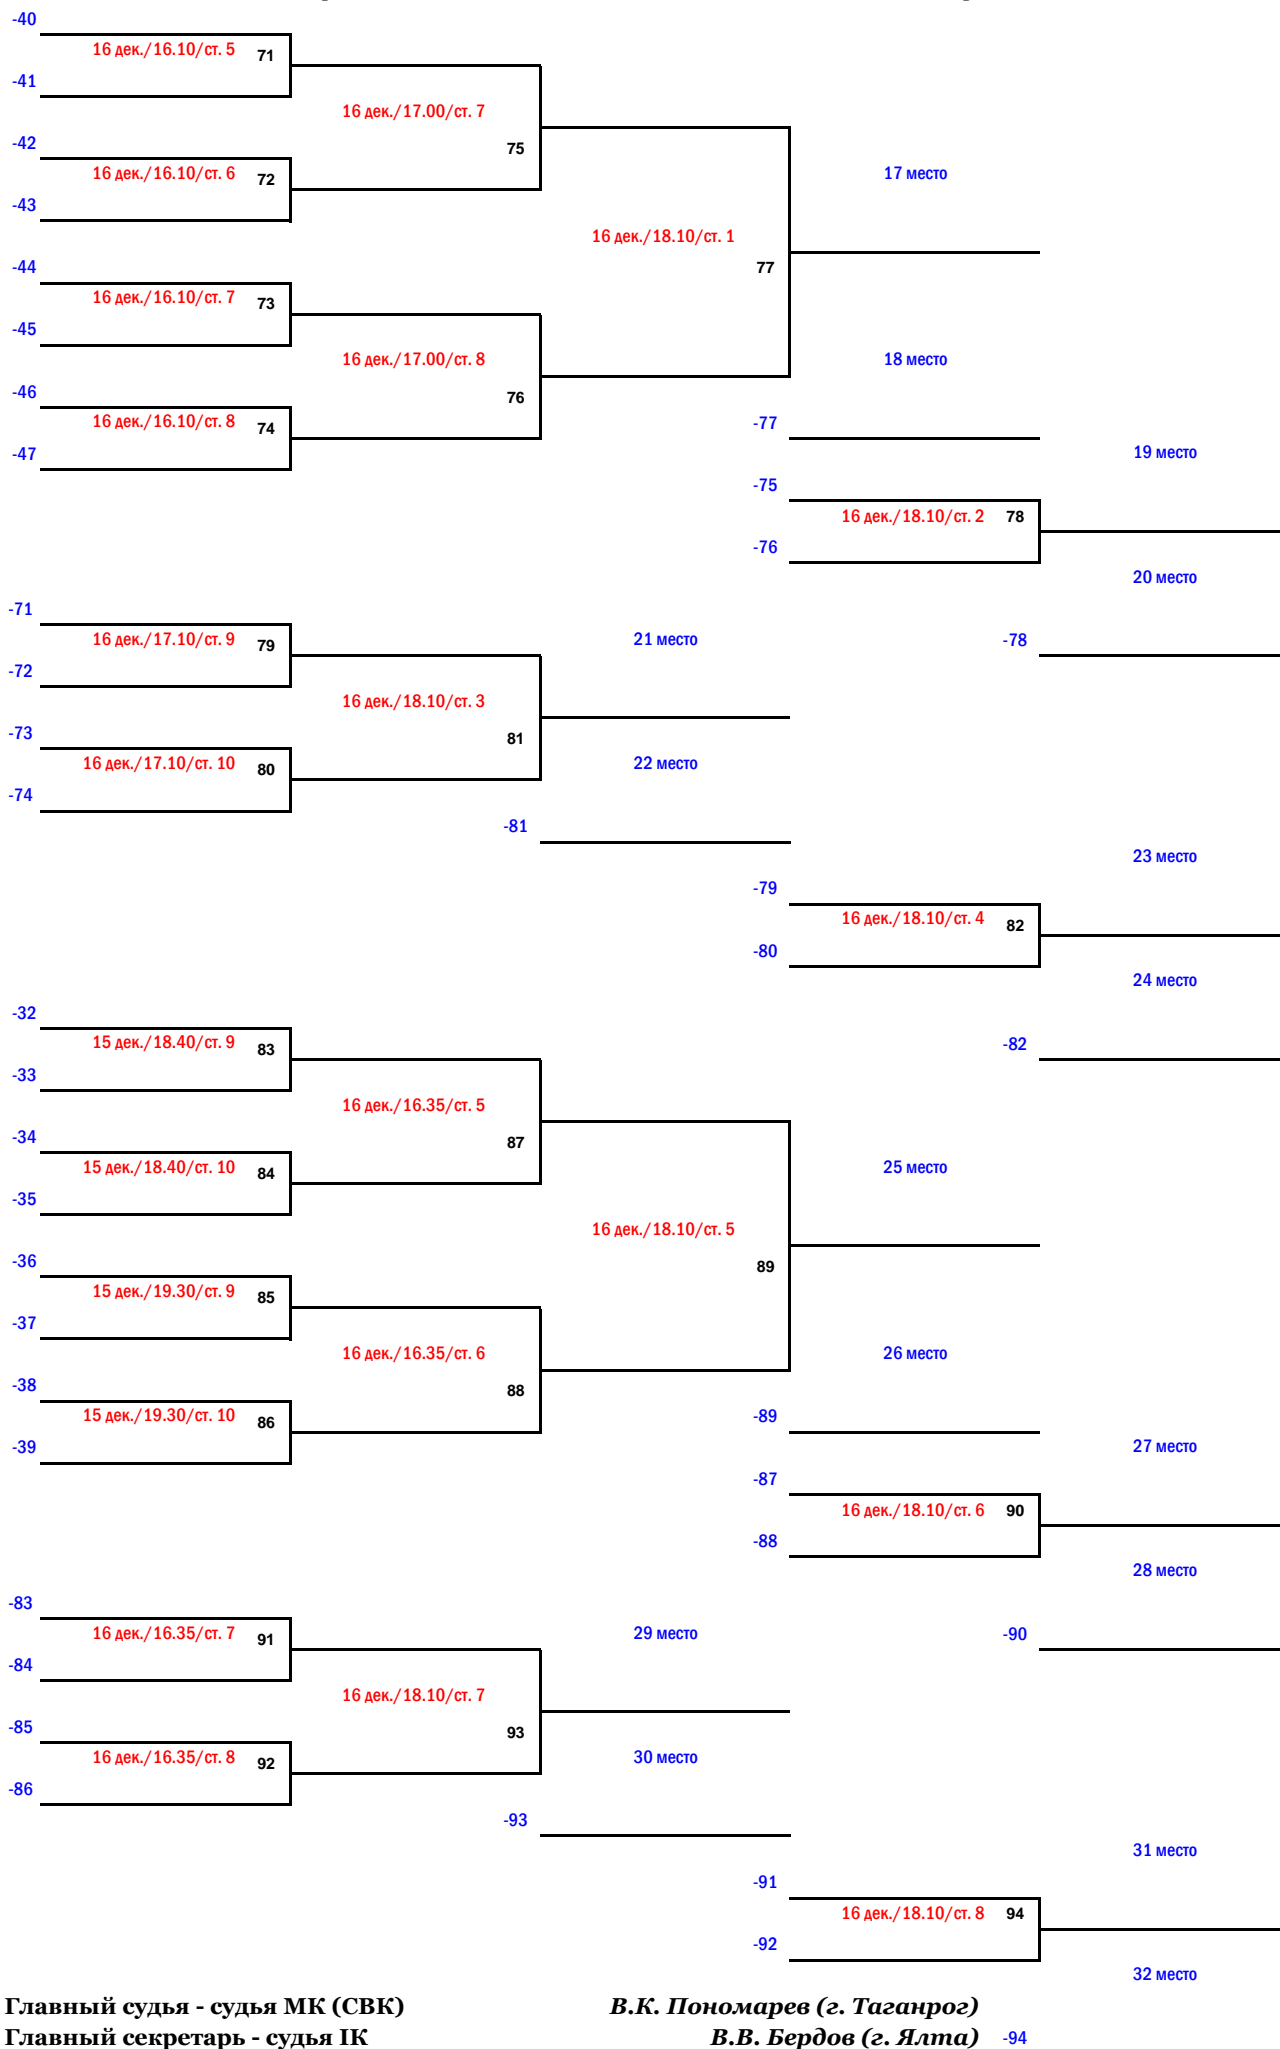 -40
16 дек./16.10/ст. 5 71
-41
16 дек./17.00/ст. 7
-42
75
16 дек./16.10/ст. 6 72
17 место
-43
16 дек./18.10/ст. 1
-44
77
16 дек./16.10/ст. 7 73
-45
16 дек./17.00/ст. 8
18 место
-46
76
16 дек./16.10/ст. 8 74
-77
-47
19 место
-75
16 дек./18.10/ст. 2 78
-76
20 место
-71
16 дек./17.10/ст. 9 79
21 место
-78
-72
16 дек./18.10/ст. 3
-73
81
16 дек./17.10/ст. 10 80
22 место
-74
-81
23 место
-79
16 дек./18.10/ст. 4 82
-80
24 место
-32
15 дек./18.40/ст. 9 83
-82
-33
16 дек./16.35/ст. 5
-34
87
15 дек./18.40/ст. 10 84
25 место
-35
16 дек./18.10/ст. 5
-36
89
15 дек./19.30/ст. 9 85
-37
16 дек./16.35/ст. 6
26 место
-38
88
15 дек./19.30/ст. 10 86
-89
-39
27 место
-87
16 дек./18.10/ст. 6 90
-88
28 место
-83
16 дек./16.35/ст. 7 91
29 место
-90
-84
16 дек./18.10/ст. 7
-85
93
16 дек./16.35/ст. 8 92
30 место
-86
-93
31 место
-91
16 дек./18.10/ст. 8 94
-92
32 место
Главный судья - судья МК (СВК) В.К. Пономарев (г. Таганрог)
Главный секретарь - судья IК В.В. Бердов (г. Ялта) -94